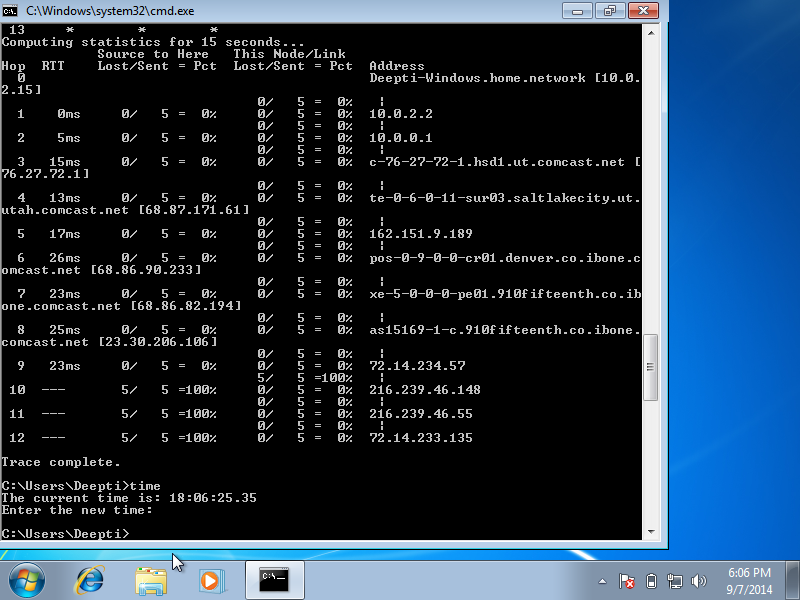 C:\Windows\system32\cmd.exe
13     *        *        *
Computing statistics for 15 seconds...
            Source to Here   This Node/Link
Hop  RTT    Lost/Sent = Pct  Lost/Sent = Pct  Address
  0                                           Deepti-Windows.home.network [10.0.
2.15]
                                0/   5 =  0%   |
  1    0ms     0/   5 =  0%     0/   5 =  0%  10.0.2.2
                                0/   5 =  0%   |
  2    5ms     0/   5 =  0%     0/   5 =  0%  10.0.0.1
                                0/   5 =  0%   |
  3   15ms     0/   5 =  0%     0/   5 =  0%  c-76-27-72-1.hsd1.ut.comcast.net [
76.27.72.1]
                                0/   5 =  0%   |
  4   13ms     0/   5 =  0%     0/   5 =  0%  te-0-6-0-11-sur03.saltlakecity.ut.
utah.comcast.net [68.87.171.61]
                                0/   5 =  0%   |
  5   17ms     0/   5 =  0%     0/   5 =  0%  162.151.9.189
                                0/   5 =  0%   |
  6   26ms     0/   5 =  0%     0/   5 =  0%  pos-0-9-0-0-cr01.denver.co.ibone.c
omcast.net [68.86.90.233]
                                0/   5 =  0%   |
  7   23ms     0/   5 =  0%     0/   5 =  0%  xe-5-0-0-0-pe01.910fifteenth.co.ib
one.comcast.net [68.86.82.194]
                                0/   5 =  0%   |
  8   25ms     0/   5 =  0%     0/   5 =  0%  as15169-1-c.910fifteenth.co.ibone.
comcast.net [23.30.206.106]
                                0/   5 =  0%   |
  9   23ms     0/   5 =  0%     0/   5 =  0%  72.14.234.57
                                5/   5 =100%   |
 10  ---       5/   5 =100%     0/   5 =  0%  216.239.46.148
                                0/   5 =  0%   |
 11  ---       5/   5 =100%     0/   5 =  0%  216.239.46.55
                                0/   5 =  0%   |
 12  ---       5/   5 =100%     0/   5 =  0%  72.14.233.135
Trace complete.
C:\Users\Deepti>time
The current time is: 18:06:25.35
Enter the new time:
C:\Users\Deepti>
C:\_
6:06 PM
9/7/2014